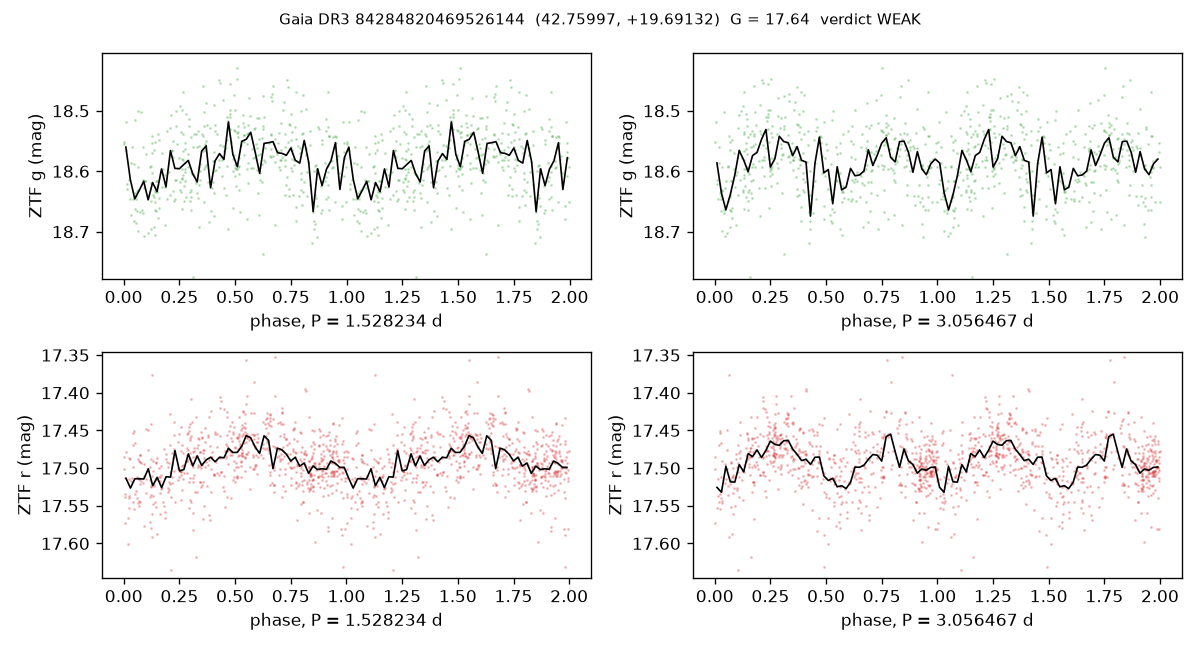 Gaia DR3 84284820469526144 (42.75997, +19.69132) G = 17.64 verdict WEAK
ZTF g (mag)
18.5
18.6
18.7
0.00 0.25 0.50 0.75 1.00 1.25 1.50 1.75 2.00
phase, P = 1.528234 d
ZTF g (mag)
18.5
18.6
18.7
0.00 0.25 0.50 0.75 1.00 1.25 1.50 1.75 2.00
phase, P = 3.056467 d
ZTF r (mag)
17.35
17.40
17.45
17.50
17.55
17.60
0.00 0.25 0.50 0.75 1.00 1.25 1.50 1.75 2.00
phase, P = 1.528234 d
ZTF r (mag)
17.35
17.40
17.45
17.50
17.55
17.60
0.00 0.25 0.50 0.75 1.00 1.25 1.50 1.75 2.00
phase, P = 3.056467 d